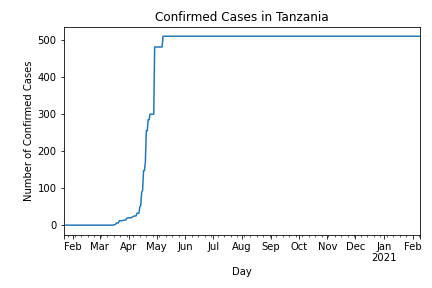 Confirmed Cases in Tanzania
Number of Confirmed Cases
500
400
300
200
100
0
Feb Mar Apr May Jun Jul Aug Sep Oct Nov Dec Jan Feb
2021
Day